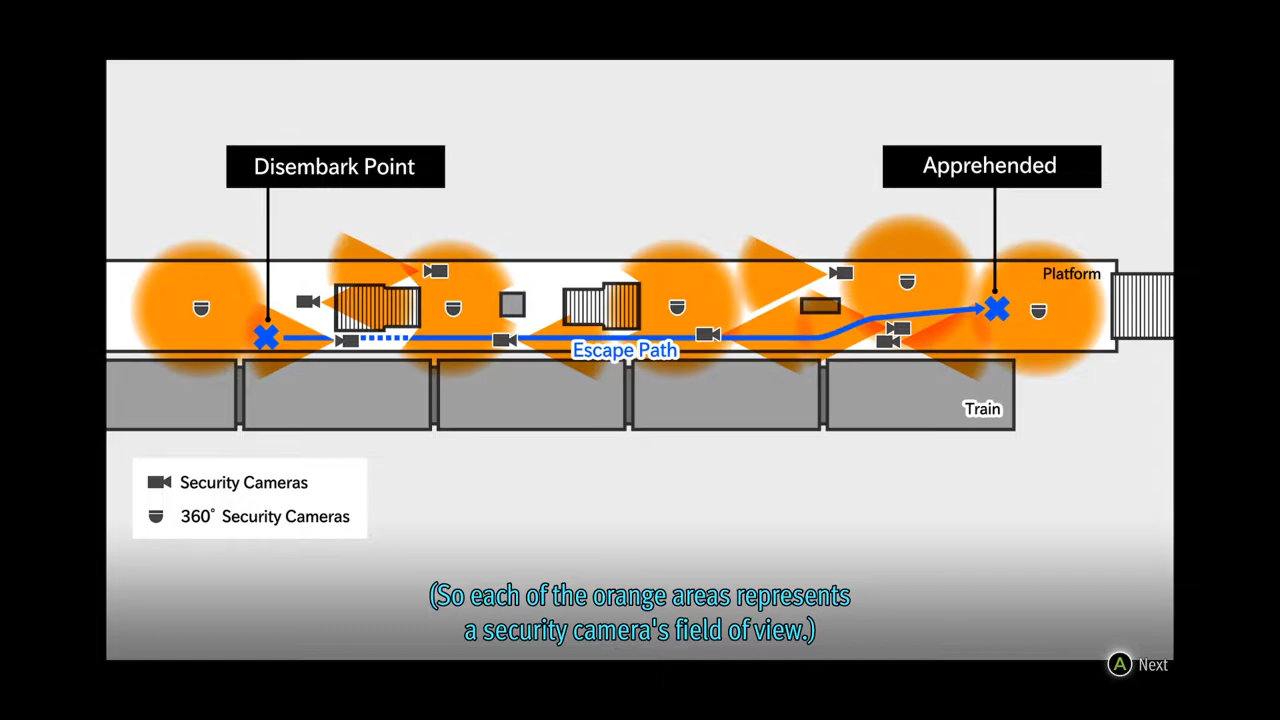 Disembark Point
Apprehended
Platform
Escape Path
Train
Security Cameras
360° Security Cameras
(So each of the orange areas represents
a security camera's field of view.)
A Next